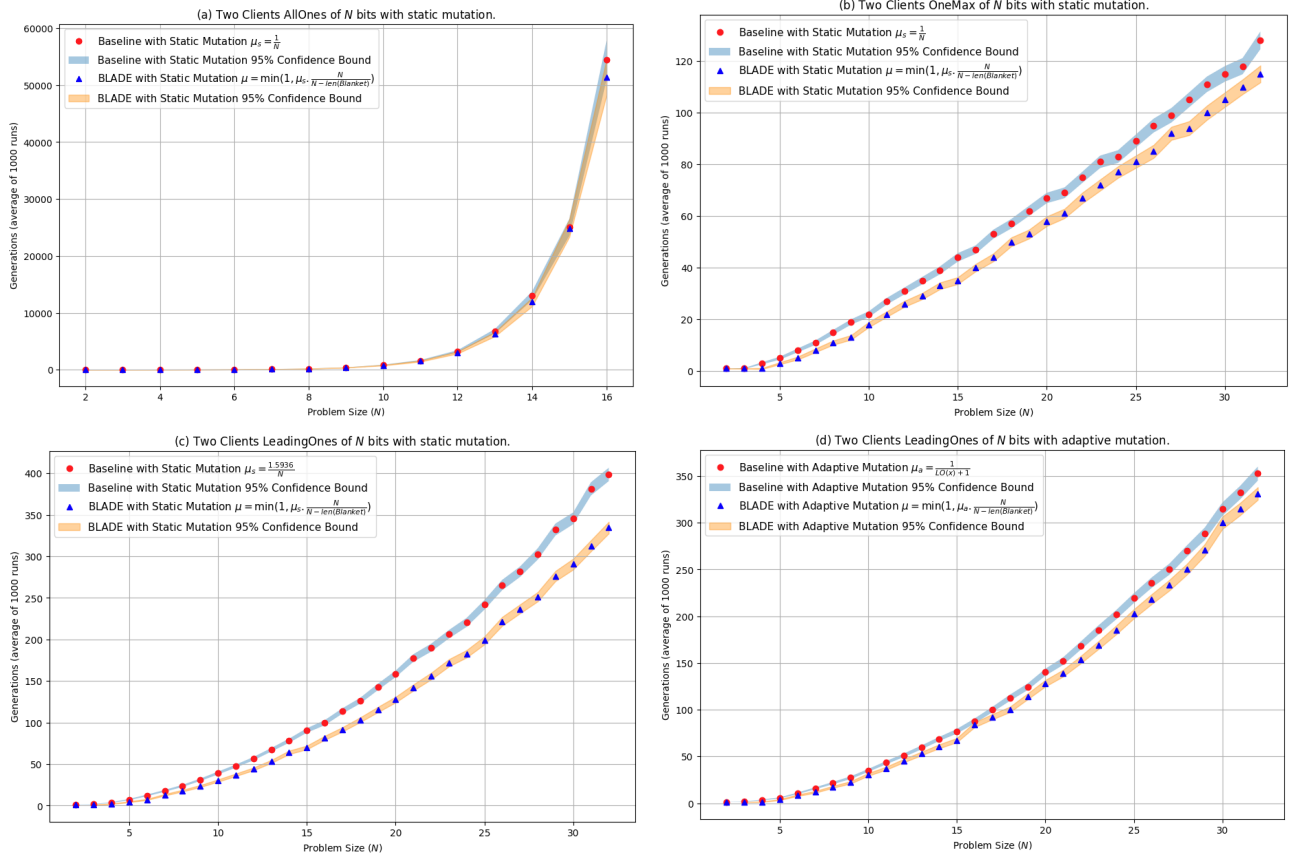 (a) Two Clients AllOnes of N bits with static mutation.
Baseline with Static Mutation μ_s = 1/N
Baseline with Static Mutation 95% Confidence Bound
BLADE with Static Mutation μ = min(1, μ_s. N/(N−len(Blanket)))
BLADE with Static Mutation 95% Confidence Bound
Generations (average of 1000 runs)
60000
50000
40000
30000
20000
10000
0
2 4 6 8 10 12 14 16
Problem Size (N)
(b) Two Clients OneMax of N bits with static mutation.
Baseline with Static Mutation μ_s = 1/N
Baseline with Static Mutation 95% Confidence Bound
BLADE with Static Mutation μ = min(1, μ_s. N/(N−len(Blanket)))
BLADE with Static Mutation 95% Confidence Bound
Generations (average of 1000 runs)
120
100
80
60
40
20
0
5 10 15 20 25 30
Problem Size (N)
(c) Two Clients LeadingOnes of N bits with static mutation.
Baseline with Static Mutation μ_s = 1.5936/N
Baseline with Static Mutation 95% Confidence Bound
BLADE with Static Mutation μ = min(1, μ_s. N/(N−len(Blanket)))
BLADE with Static Mutation 95% Confidence Bound
Generations (average of 1000 runs)
400
350
300
250
200
150
100
50
0
5 10 15 20 25 30
Problem Size (N)
(d) Two Clients LeadingOnes of N bits with adaptive mutation.
Baseline with Adaptive Mutation μ_a = 1/(LO(x)+1)
Baseline with Adaptive Mutation 95% Confidence Bound
BLADE with Adaptive Mutation μ = min(1, μ_a. N/(N−len(Blanket)))
BLADE with Adaptive Mutation 95% Confidence Bound
Generations (average of 1000 runs)
350
300
250
200
150
100
50
0
5 10 15 20 25 30
Problem Size (N)